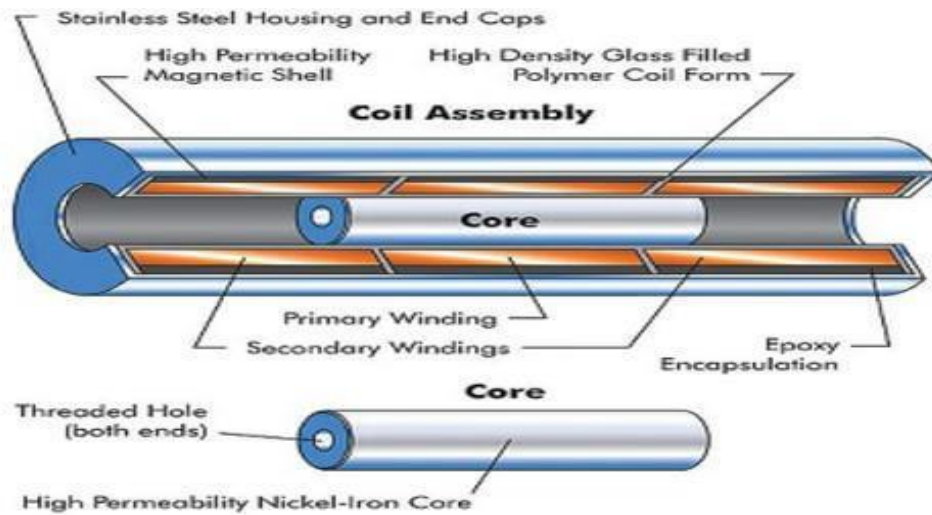 Stainless Steel Housing and End Caps
High Permeability
Magnetic Shell
High Density Glass Filled
Polymer Coil Form
Coil Assembly
Core
Primary Winding
Secondary Windings
Epoxy
Encapsulation
Core
Threaded Hole
(both ends)
High Permeability Nickel-Iron Core